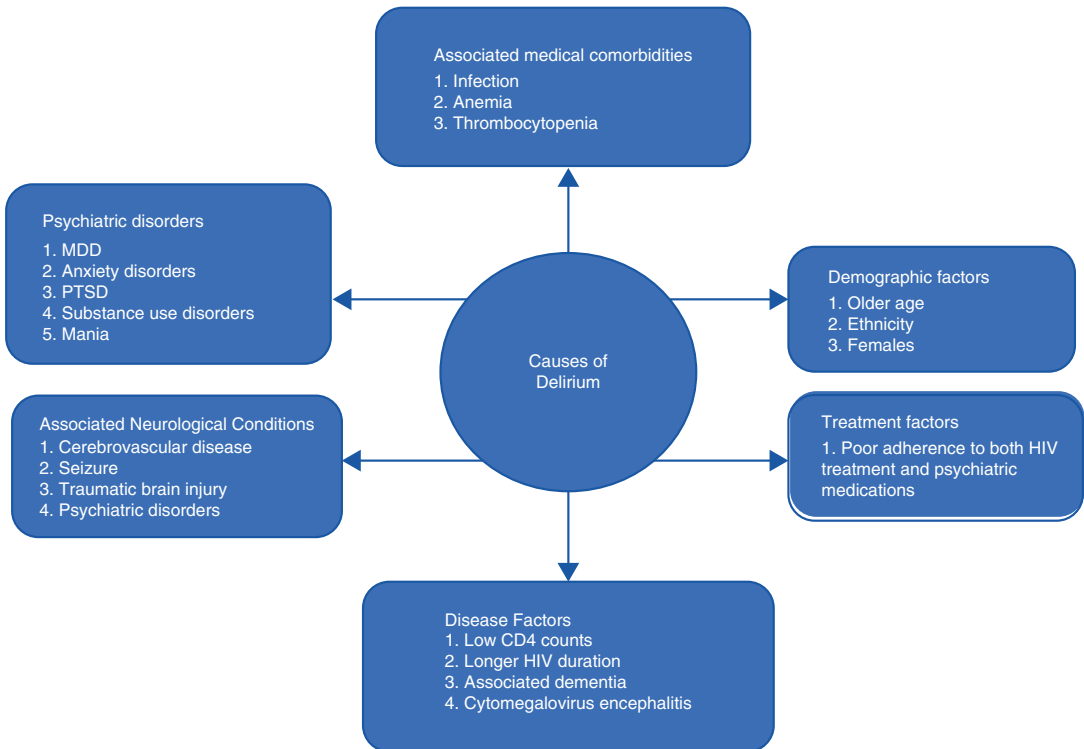 Associated medical comorbidities
1. Infection
2. Anemia
3. Thrombocytopenia
Psychiatric disorders
1. MDD
2. Anxiety disorders
3. PTSD
4. Substance use disorders
5. Mania
Demographic factors
1. Older age
2. Ethnicity
3. Females
Causes of
Delirium
Associated Neurological Conditions
1. Cerebrovascular disease
2. Seizure
3. Traumatic brain injury
4. Psychiatric disorders
Treatment factors
1. Poor adherence to both HIV
treatment and psychiatric
medications
Disease Factors
1. Low CD4 counts
2. Longer HIV duration
3. Associated dementia
4. Cytomegalovirus encephalitis